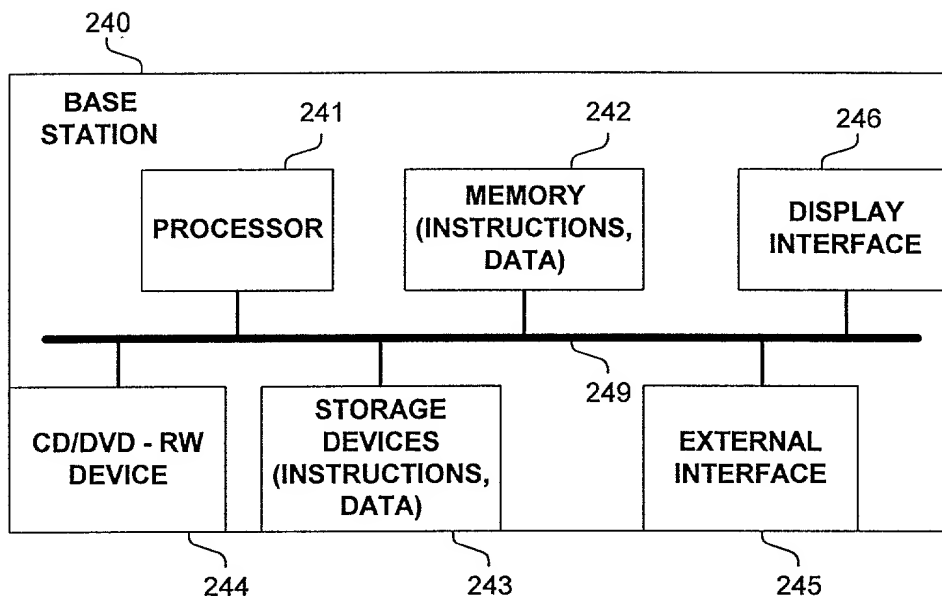 240
BASE
STATION
241
242
246
PROCESSOR
MEMORY
(INSTRUCTIONS,
DATA)
DISPLAY
INTERFACE
249
CD/DVD - RW
DEVICE
STORAGE
DEVICES
(INSTRUCTIONS,
DATA)
EXTERNAL
INTERFACE
244
243
245